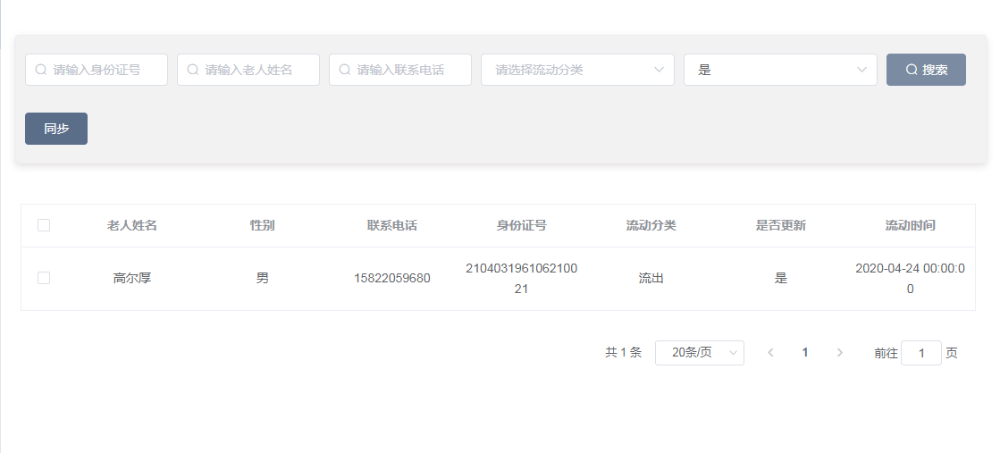 请输入身份证号 请输入老人姓名 请输入联系电话 请选择流动分类 是 搜索
同步
老人姓名 性别 联系电话 身份证号 流动分类 是否更新 流动时间
高尔厚 男 15822059680 2104031961062100 流出 是 2020-04-24 00:00:0
21 0
共 1 条 20条/页 1 前往 1 页